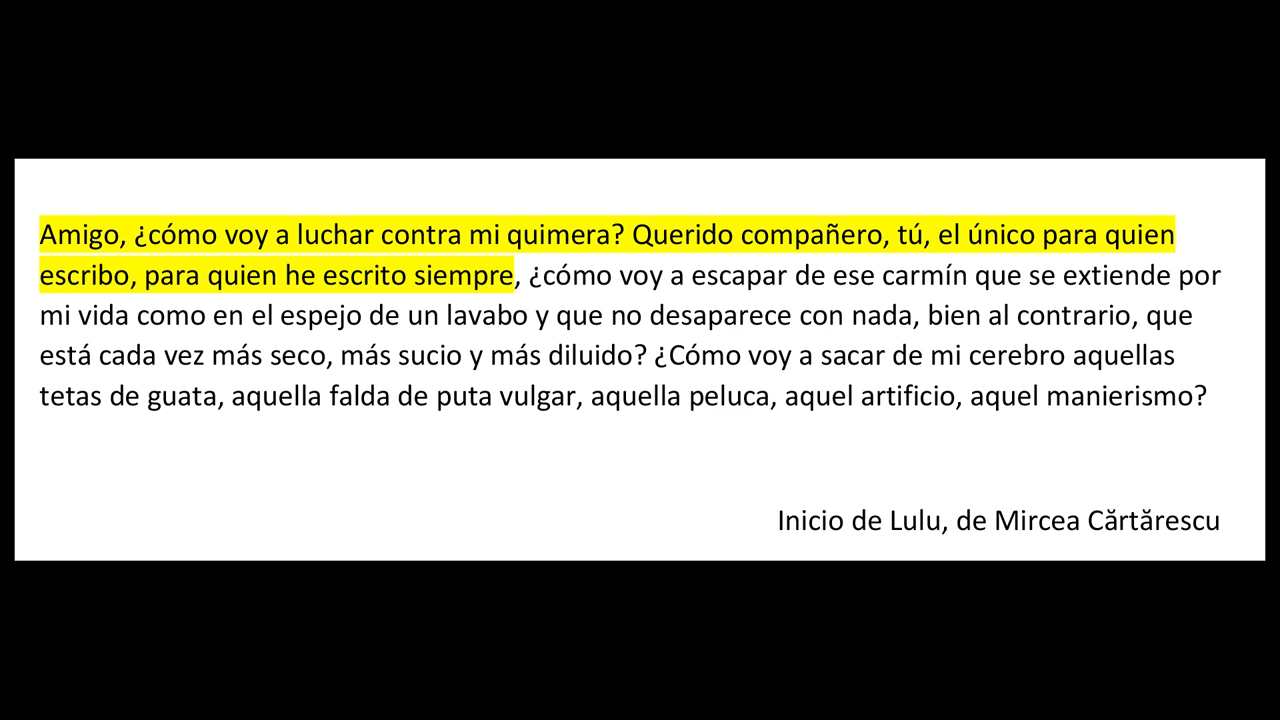 Amigo, ¿cómo voy a luchar contra mi quimera? Querido compañero, tú, el único para quien
escribo, para quien he escrito siempre, ¿cómo voy a escapar de ese carmín que se extiende por
mi vida como en el espejo de un lavabo y que no desaparece con nada, bien al contrario, que
está cada vez más seco, más sucio y más diluido? ¿Cómo voy a sacar de mi cerebro aquellas
tetas de guata, aquella falda de puta vulgar, aquella peluca, aquel artificio, aquel manierismo?
Inicio de Lulu, de Mircea Cărtărescu